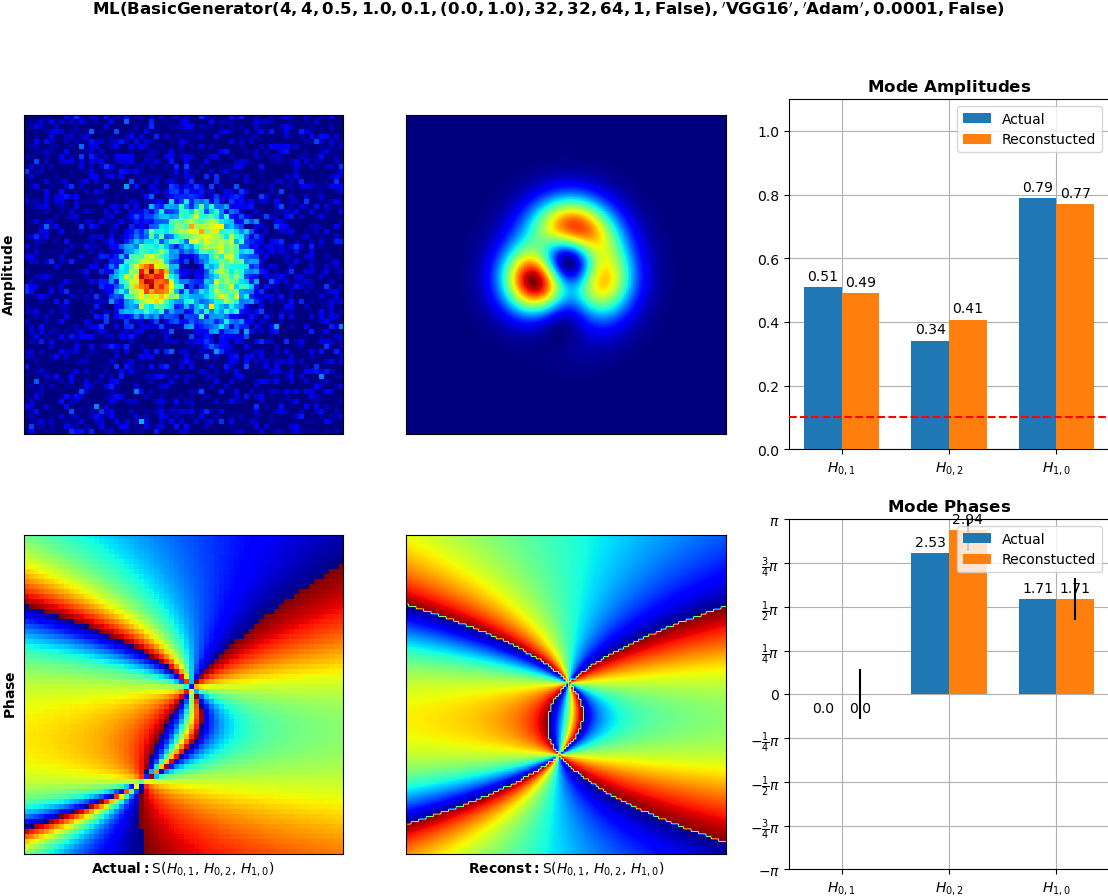 ML(BasicGenerator(4, 4, 0.5, 1.0, 0.1, (0.0, 1.0), 32, 32, 64, 1, False), ′VGG16′, ′Adam′, 0.0001, False)
Amplitude
Mode Amplitudes
Actual
Reconstucted
1.0
0.8
0.6
0.4
0.2
0.0
0.51
0.49
0.34
0.41
0.79
0.77
H0,1
H0,2
H1,0
Phase
Actual: S(H0,1, H0,2, H1,0)
Reconst: S(H0,1, H0,2, H1,0)
Mode Phases
Actual
Reconstucted
π
3/4π
1/2π
1/4π
0
−1/4π
−1/2π
−3/4π
−π
0.0
0.0
2.53
2.94
1.71
1.71
H0,1
H0,2
H1,0